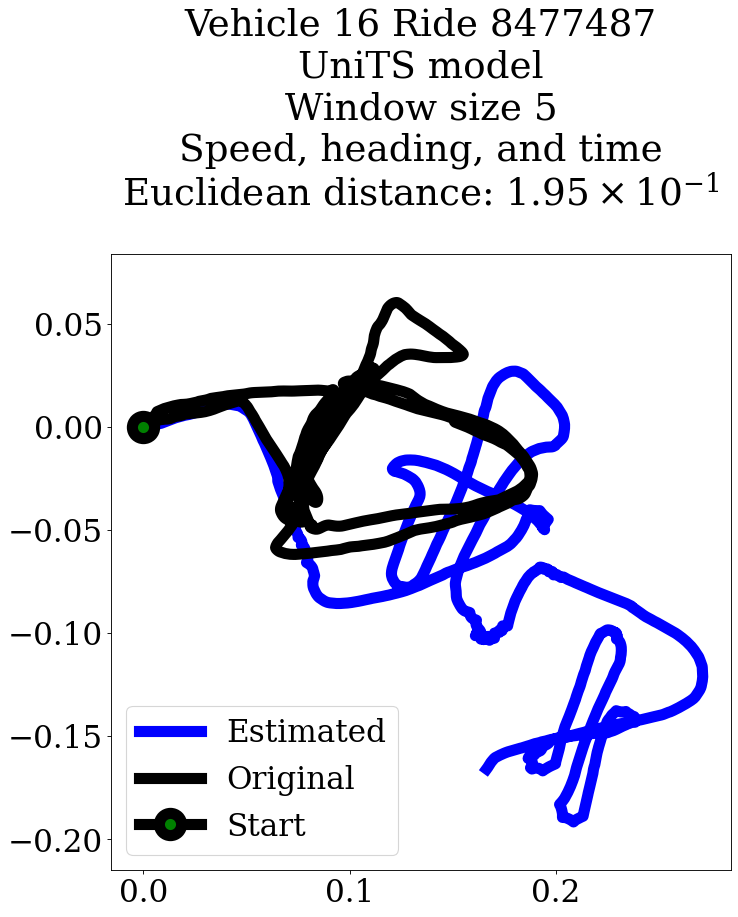 Vehicle 16 Ride 8477487
UniTS model
Window size 5
Speed, heading, and time
Euclidean distance: $1.95 \times 10^{-1}$
0.05
0.00
−0.05
−0.10
−0.15
−0.20
Estimated
Original
Start
0.0 0.1 0.2